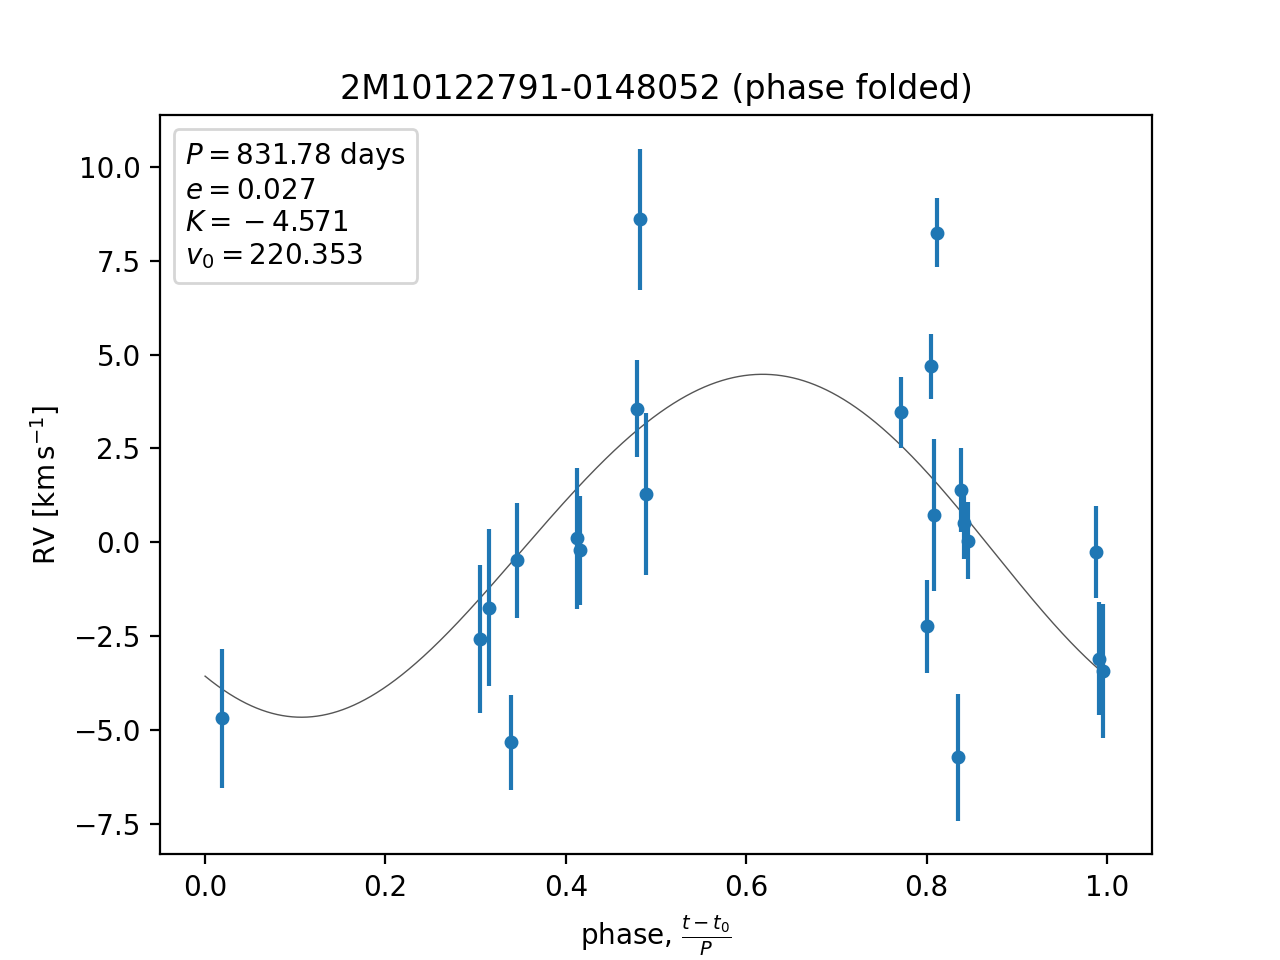 2M10122791-0148052 (phase folded)
P = 831.78 days
e = 0.027
K = −4.571
v₀ = 220.353
10.0
7.5
5.0
2.5
0.0
−2.5
−5.0
−7.5
RV [km s⁻¹]
0.0 0.2 0.4 0.6 0.8 1.0
phase, (t − t₀)/P